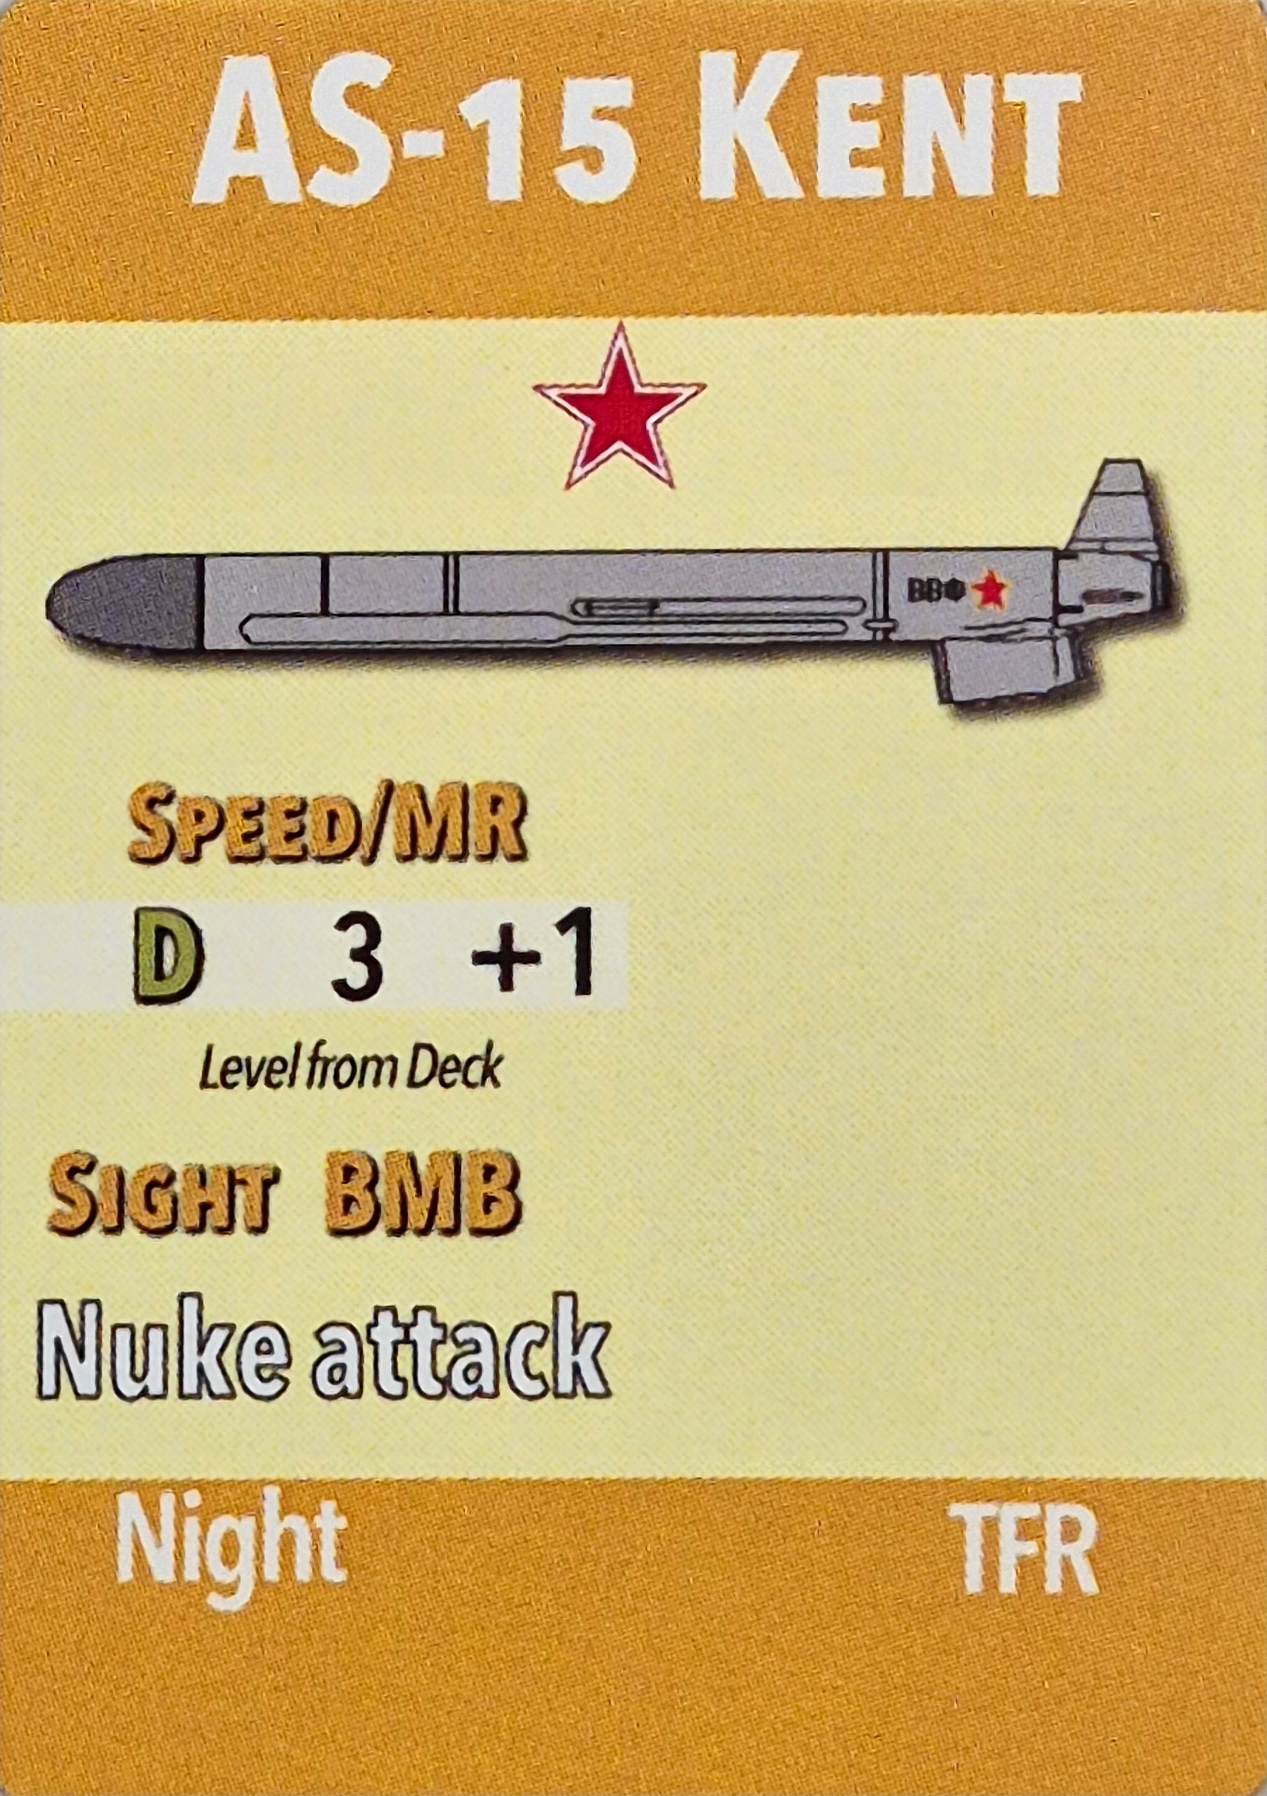 AS-15 KENT
ВВФ
SPEED/MR
D 3 +1
Level from Deck
SIGHT BMB
Nuke attack
Night TFR